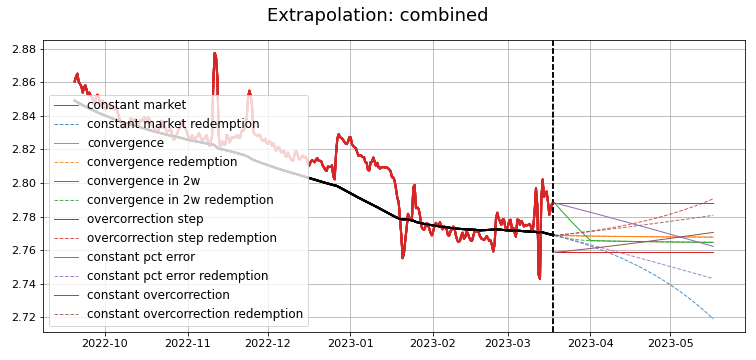 Extrapolation: combined
2.88
2.86
2.84
2.82
2.80
2.78
2.76
2.74
2.72
constant market
constant market redemption
convergence
convergence redemption
convergence in 2w
convergence in 2w redemption
overcorrection step
overcorrection step redemption
constant pct error
constant pct error redemption
constant overcorrection
constant overcorrection redemption
2022-10 2022-11 2022-12 2023-01 2023-02 2023-03 2023-04 2023-05